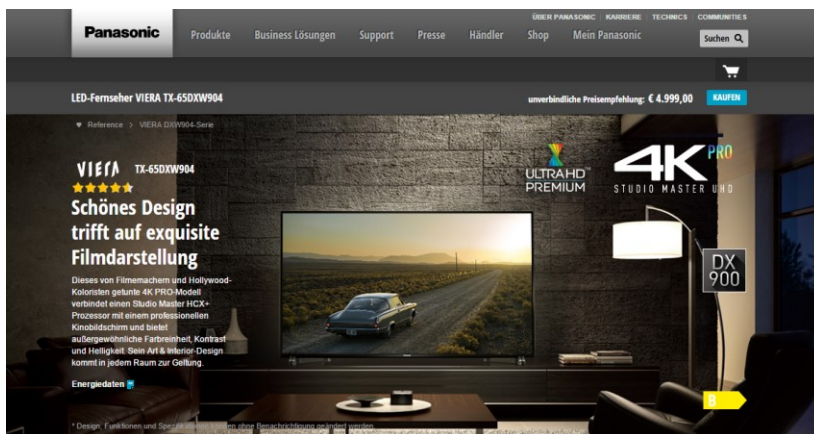 ÜBER PANASONIC | KARRIERE | TECHNICS | COMMUNITIES
Panasonic
Produkte Business Lösungen Support Presse Händler Shop Mein Panasonic
Suchen
LED-Fernseher VIERA TX-65DXW904
unverbindliche Preisempfehlung: € 4.999,00 KAUFEN
Reference > VIERA DXW904-Serie
VIERA TX-65DXW904
Schönes Design
trifft auf exquisite
Filmdarstellung
Dieses von Filmemachern und Hollywood-
Koloristen getunte 4K PRO-Modell
verbindet einen Studio Master HCX+
Prozessor mit einem professionellen
Kinobildschirm und bietet
außergewöhnliche Farbreinheit, Kontrast
und Helligkeit. Sein Art & Interior-Design
kommt in jedem Raum zur Geltung.
Energiedaten
ULTRA HD
PREMIUM
4K PRO
STUDIO MASTER UHD
DX
900
B
* Design, Funktionen und Spezifikationen können ohne Benachrichtigung geändert werden.